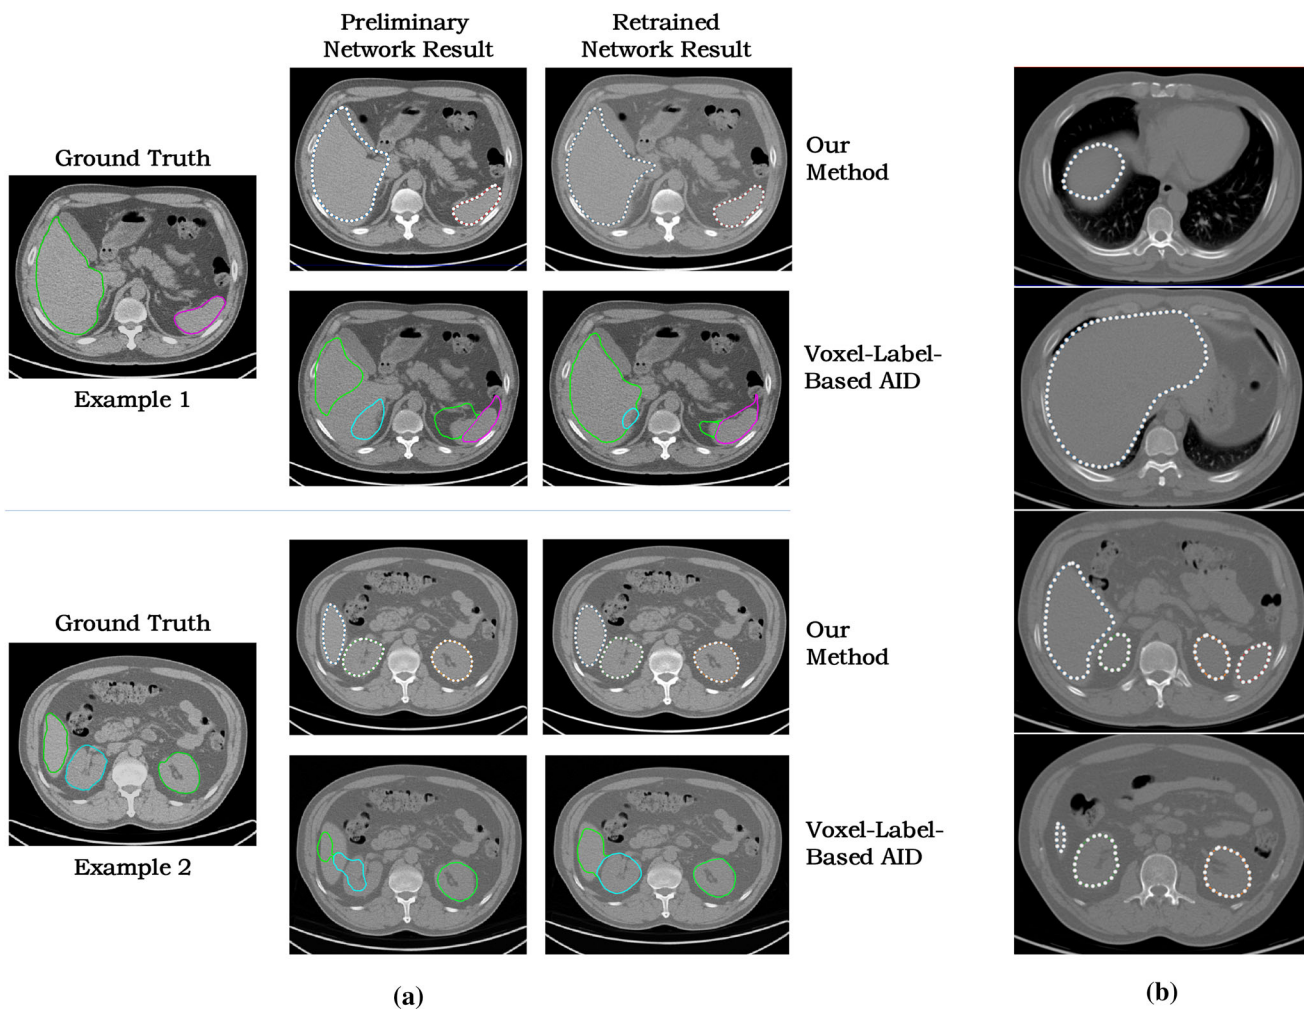 Preliminary
Network Result
Retrained
Network Result
Ground Truth
Our
Method
Example 1
Voxel-Label-
Based AID
Ground Truth
Our
Method
Example 2
Voxel-Label-
Based AID
(a)
(b)